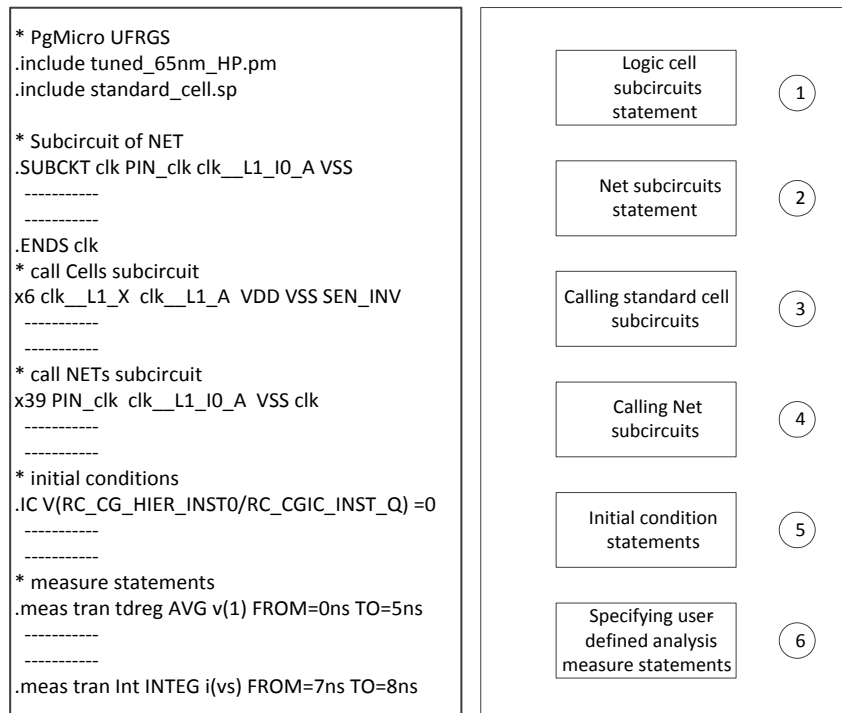 * PgMicro UFRGS
.include tuned_65nm_HP.pm
.include standard_cell.sp
* Subcircuit of NET
.SUBCKT clk PIN_clk clk__L1_I0_A VSS
-----------
-----------
.ENDS clk
* call Cells subcircuit
x6 clk__L1_X clk__L1_A VDD VSS SEN_INV
-----------
-----------
* call NETs subcircuit
x39 PIN_clk clk__L1_I0_A VSS clk
-----------
-----------
* initial conditions
.IC V(RC_CG_HIER_INST0/RC_CGIC_INST_Q) =0
-----------
-----------
* measure statements
.meas tran tdreg AVG v(1) FROM=0ns TO=5ns
-----------
-----------
.meas tran Int INTEG i(vs) FROM=7ns TO=8ns
Logic cell
subcircuits
statement
1
Net subcircuits
statement
2
Calling standard cell
subcircuits
3
Calling Net
subcircuits
4
Initial condition
statements
5
Specifying user-
defined analysis
measure statements
6